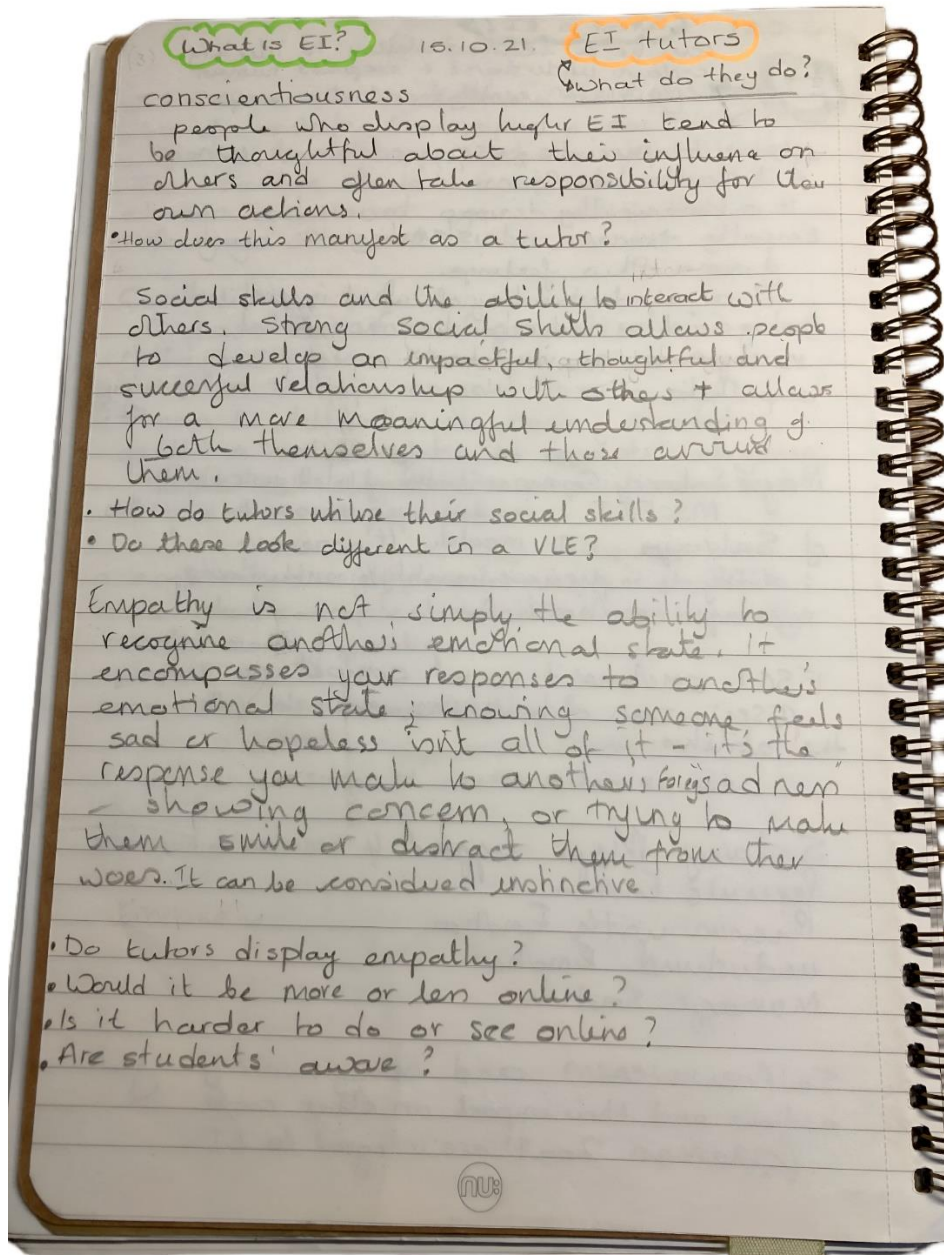 What is EI? 15.10.21. EI tutors
↳ what do they do?
conscientiousness
people who display higher EI tend to
be thoughtful about their influence on
others and often take responsibility for their
own actions.
•How does this manifest as a tutor?
Social skills and the ability to interact with
others. Strong social skills allows people
to develop an impactful, thoughtful and
successful relationship with others + allows
for a more meaningful understanding of
both themselves and those
them.
• How do tutors utilise their social skills?
• Do these look different in a VLE?
Empathy is not simply the ability to
recognise another's emotional state. It
encompasses your responses to another's
emotional state; knowing someone feels
sad or hopeless isn't all of it - it's the
response you make to another's sadness
- showing concern, or trying to make
them smile or distract them from their
woes. It can be considered instinctive.
•Do tutors display empathy?
•Would it be more or less online?
•Is it harder to do or see online?
•Are students' aware?
nu: